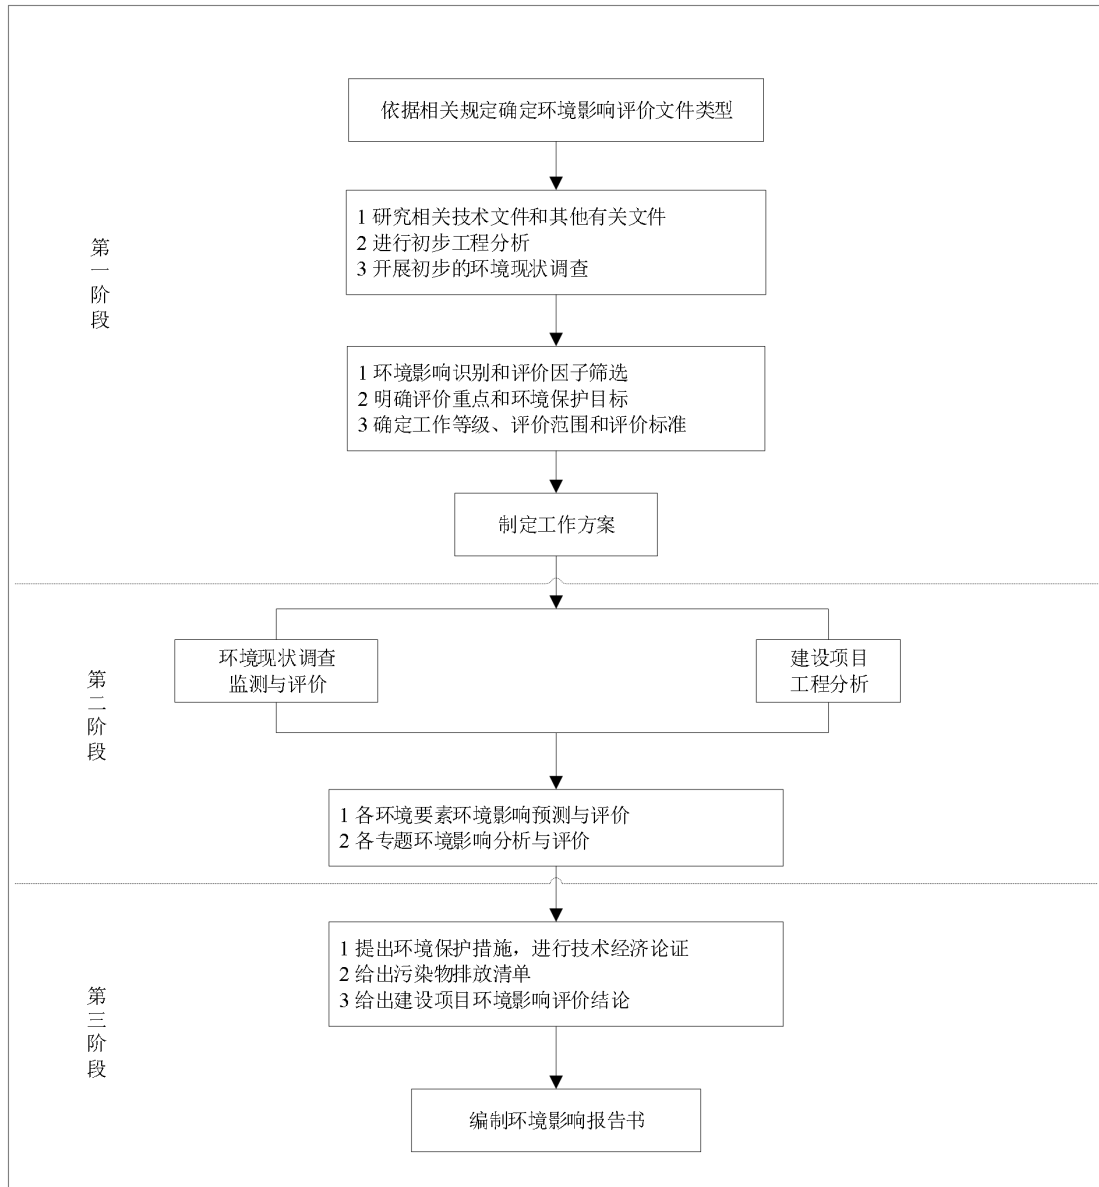 依据相关规定确定环境影响评价文件类型
1 研究相关技术文件和其他有关文件
2 进行初步工程分析
3 开展初步的环境现状调查
第一阶段
1 环境影响识别和评价因子筛选
2 明确评价重点和环境保护目标
3 确定工作等级、评价范围和评价标准
制定工作方案
环境现状调查
监测与评价
建设项目
工程分析
第二阶段
1 各环境要素环境影响预测与评价
2 各专题环境影响分析与评价
1 提出环境保护措施，进行技术经济论证
2 给出污染物排放清单
3 给出建设项目环境影响评价结论
第三阶段
编制环境影响报告书